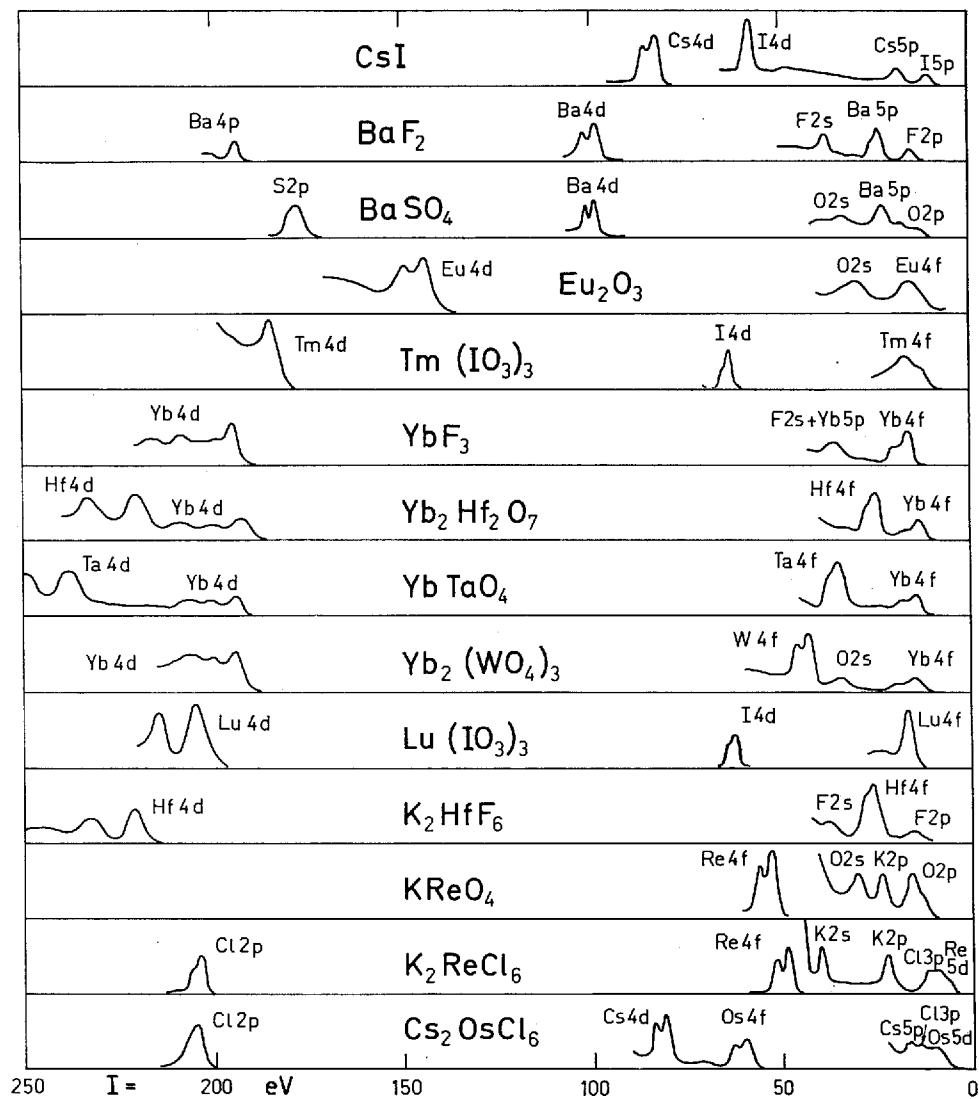 CsI Cs4d I4d Cs5p I5p
Ba4p BaF₂ Ba4d F2s Ba5p F2p
S2p BaSO₄ Ba4d O2s Ba5p O2p
Eu4d Eu₂O₃ O2s Eu4f
Tm4d Tm (IO₃)₃ I4d Tm4f
Yb4d YbF₃ F2s+Yb5p Yb4f
Hf4d Yb4d Yb₂Hf₂O₇ Hf4f Yb4f
Ta4d Yb4d YbTaO₄ Ta4f Yb4f
Yb4d Yb₂(WO₄)₃ W4f O2s Yb4f
Lu4d Lu (IO₃)₃ I4d Lu4f
Hf4d K₂HfF₆ F2s Hf4f F2p
KReO₄ Re4f O2s K2p O2p
Cl2p K₂ReCl₆ Re4f K2s K2p Cl3p Re
5d
Cl2p Cs₂OsCl₆ Cs4d Os4f Cs5p/ Cl3p
Os5d
250 I= 200 eV 150 100 50 0